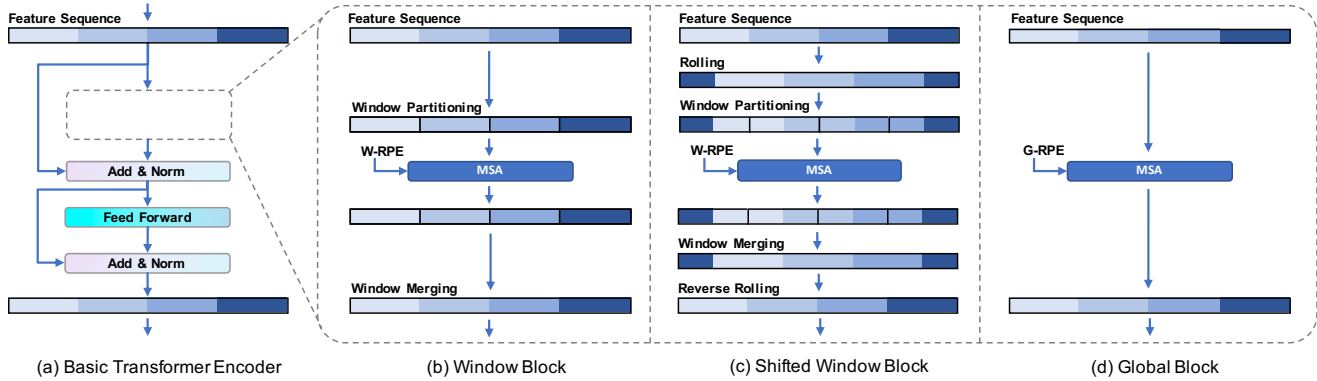 Feature Sequence
Add & Norm
Feed Forward
Add & Norm
(a) Basic Transformer Encoder
Feature Sequence
Window Partitioning
W-RPE
MSA
Window Merging
(b) Window Block
Feature Sequence
Rolling
Window Partitioning
W-RPE
MSA
Window Merging
Reverse Rolling
(c) Shifted Window Block
Feature Sequence
G-RPE
MSA
(d) Global Block